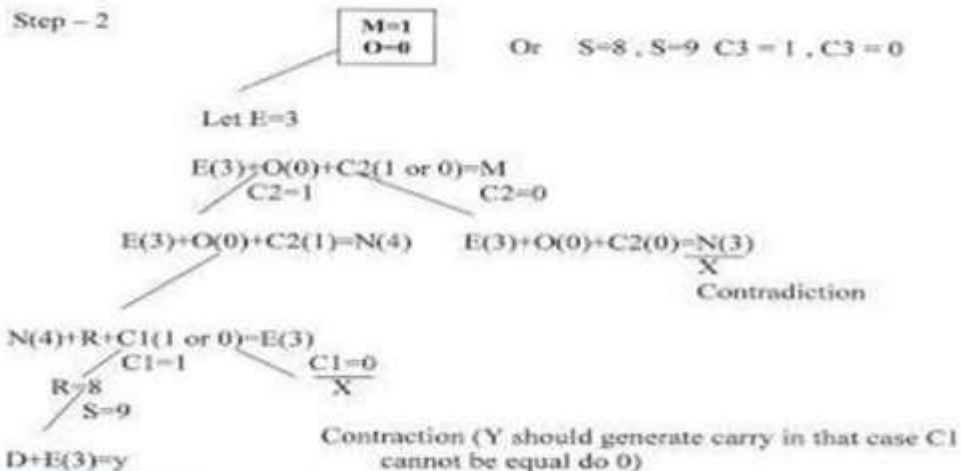 Step – 2
M=1
O=0
Or S=8 , S=9 C3 = 1 , C3 = 0
Let E=3
E(3)+O(0)+C2(1 or 0)=M
C2=1 C2=0
E(3)+O(0)+C2(1)=N(4) E(3)+O(0)+C2(0)=N(3)
X
Contradiction
N(4)+R+C1(1 or 0)=E(3)
C1=1 C1=0
X
R=8
S=9
Contraction (Y should generate carry in that case C1
D+E(3)=y cannot be equal do 0)